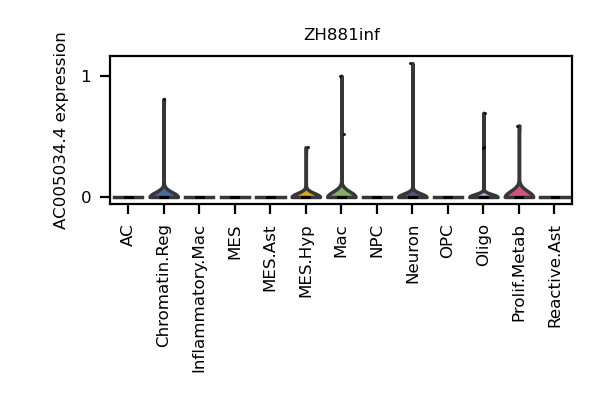 ZH881inf
AC005034.4 expression
1
0
AC
Chromatin.Reg
Inflammatory.Mac
MES
MES.Ast
MES.Hyp
Mac
NPC
Neuron
OPC
Oligo
Prolif.Metab
Reactive.Ast